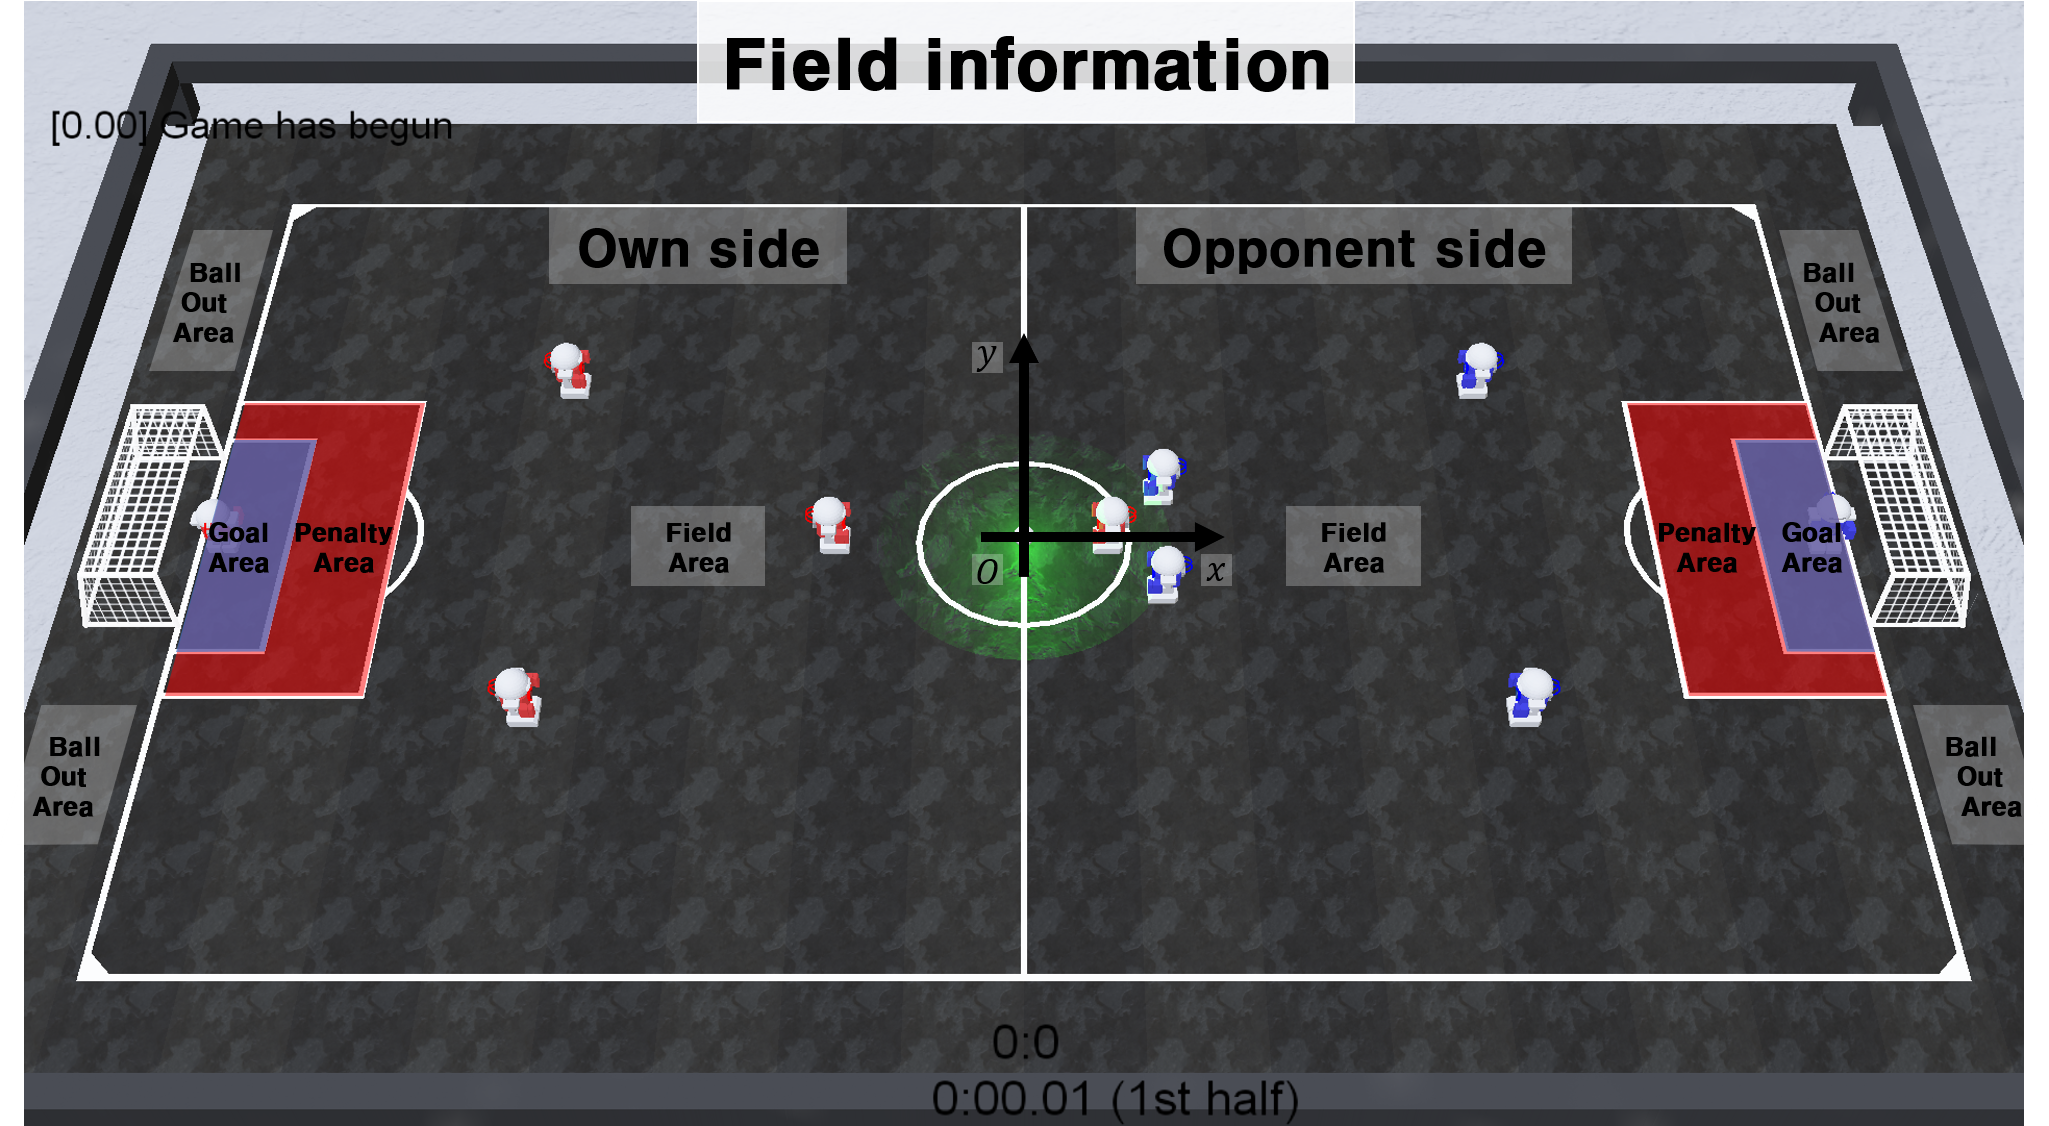 Field information
[0.00] Game has begun
Own side
Opponent side
Ball
Out
Area
Ball
Out
Area
y
Goal
Area
Penalty
Area
Field
Area
O
x
Field
Area
Penalty
Area
Goal
Area
Ball
Out
Area
Ball
Out
Area
0:0
0:00.01 (1st half)